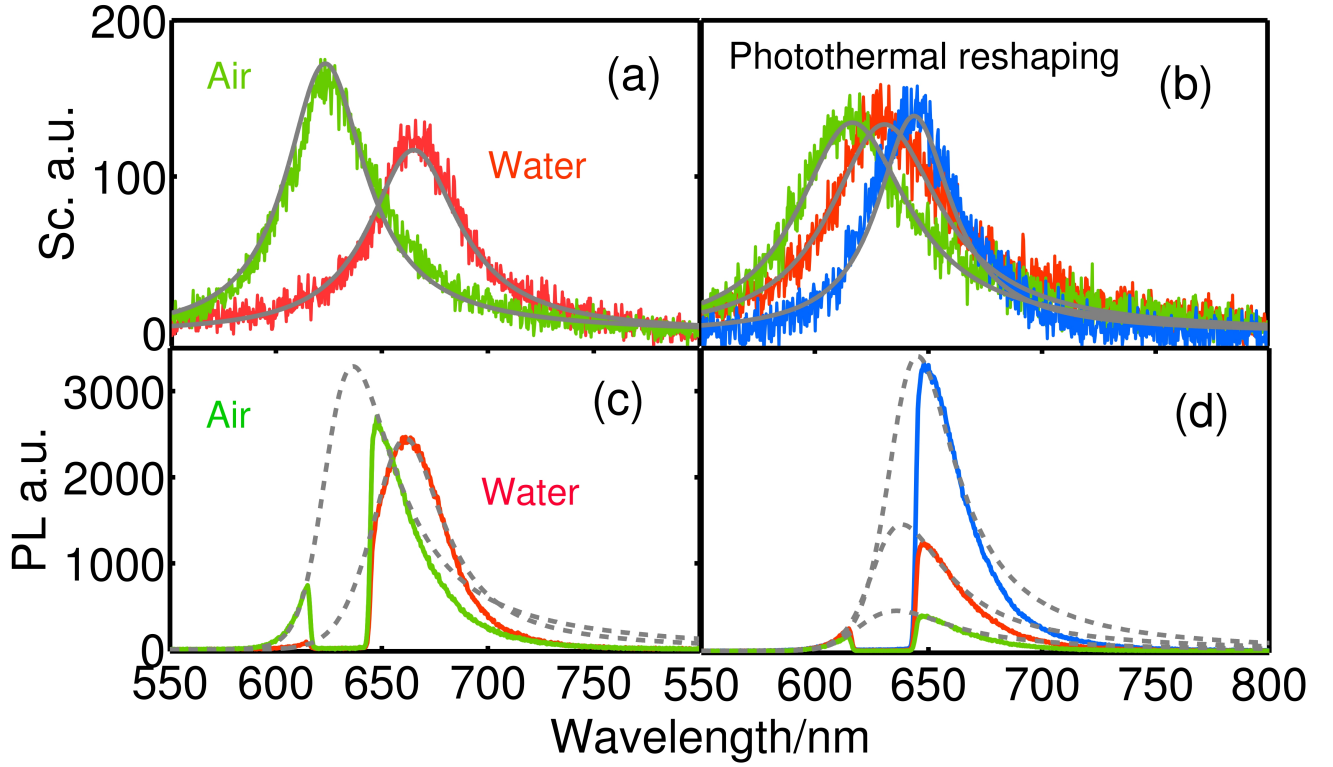 200
Air
(a)
Photothermal reshaping
(b)
Sc. a.u.
100
Water
0
3000
Air
(c)
(d)
PL a.u.
2000
Water
1000
0
550 600 650 700 750 550 600 650 700 750 800
Wavelength/nm